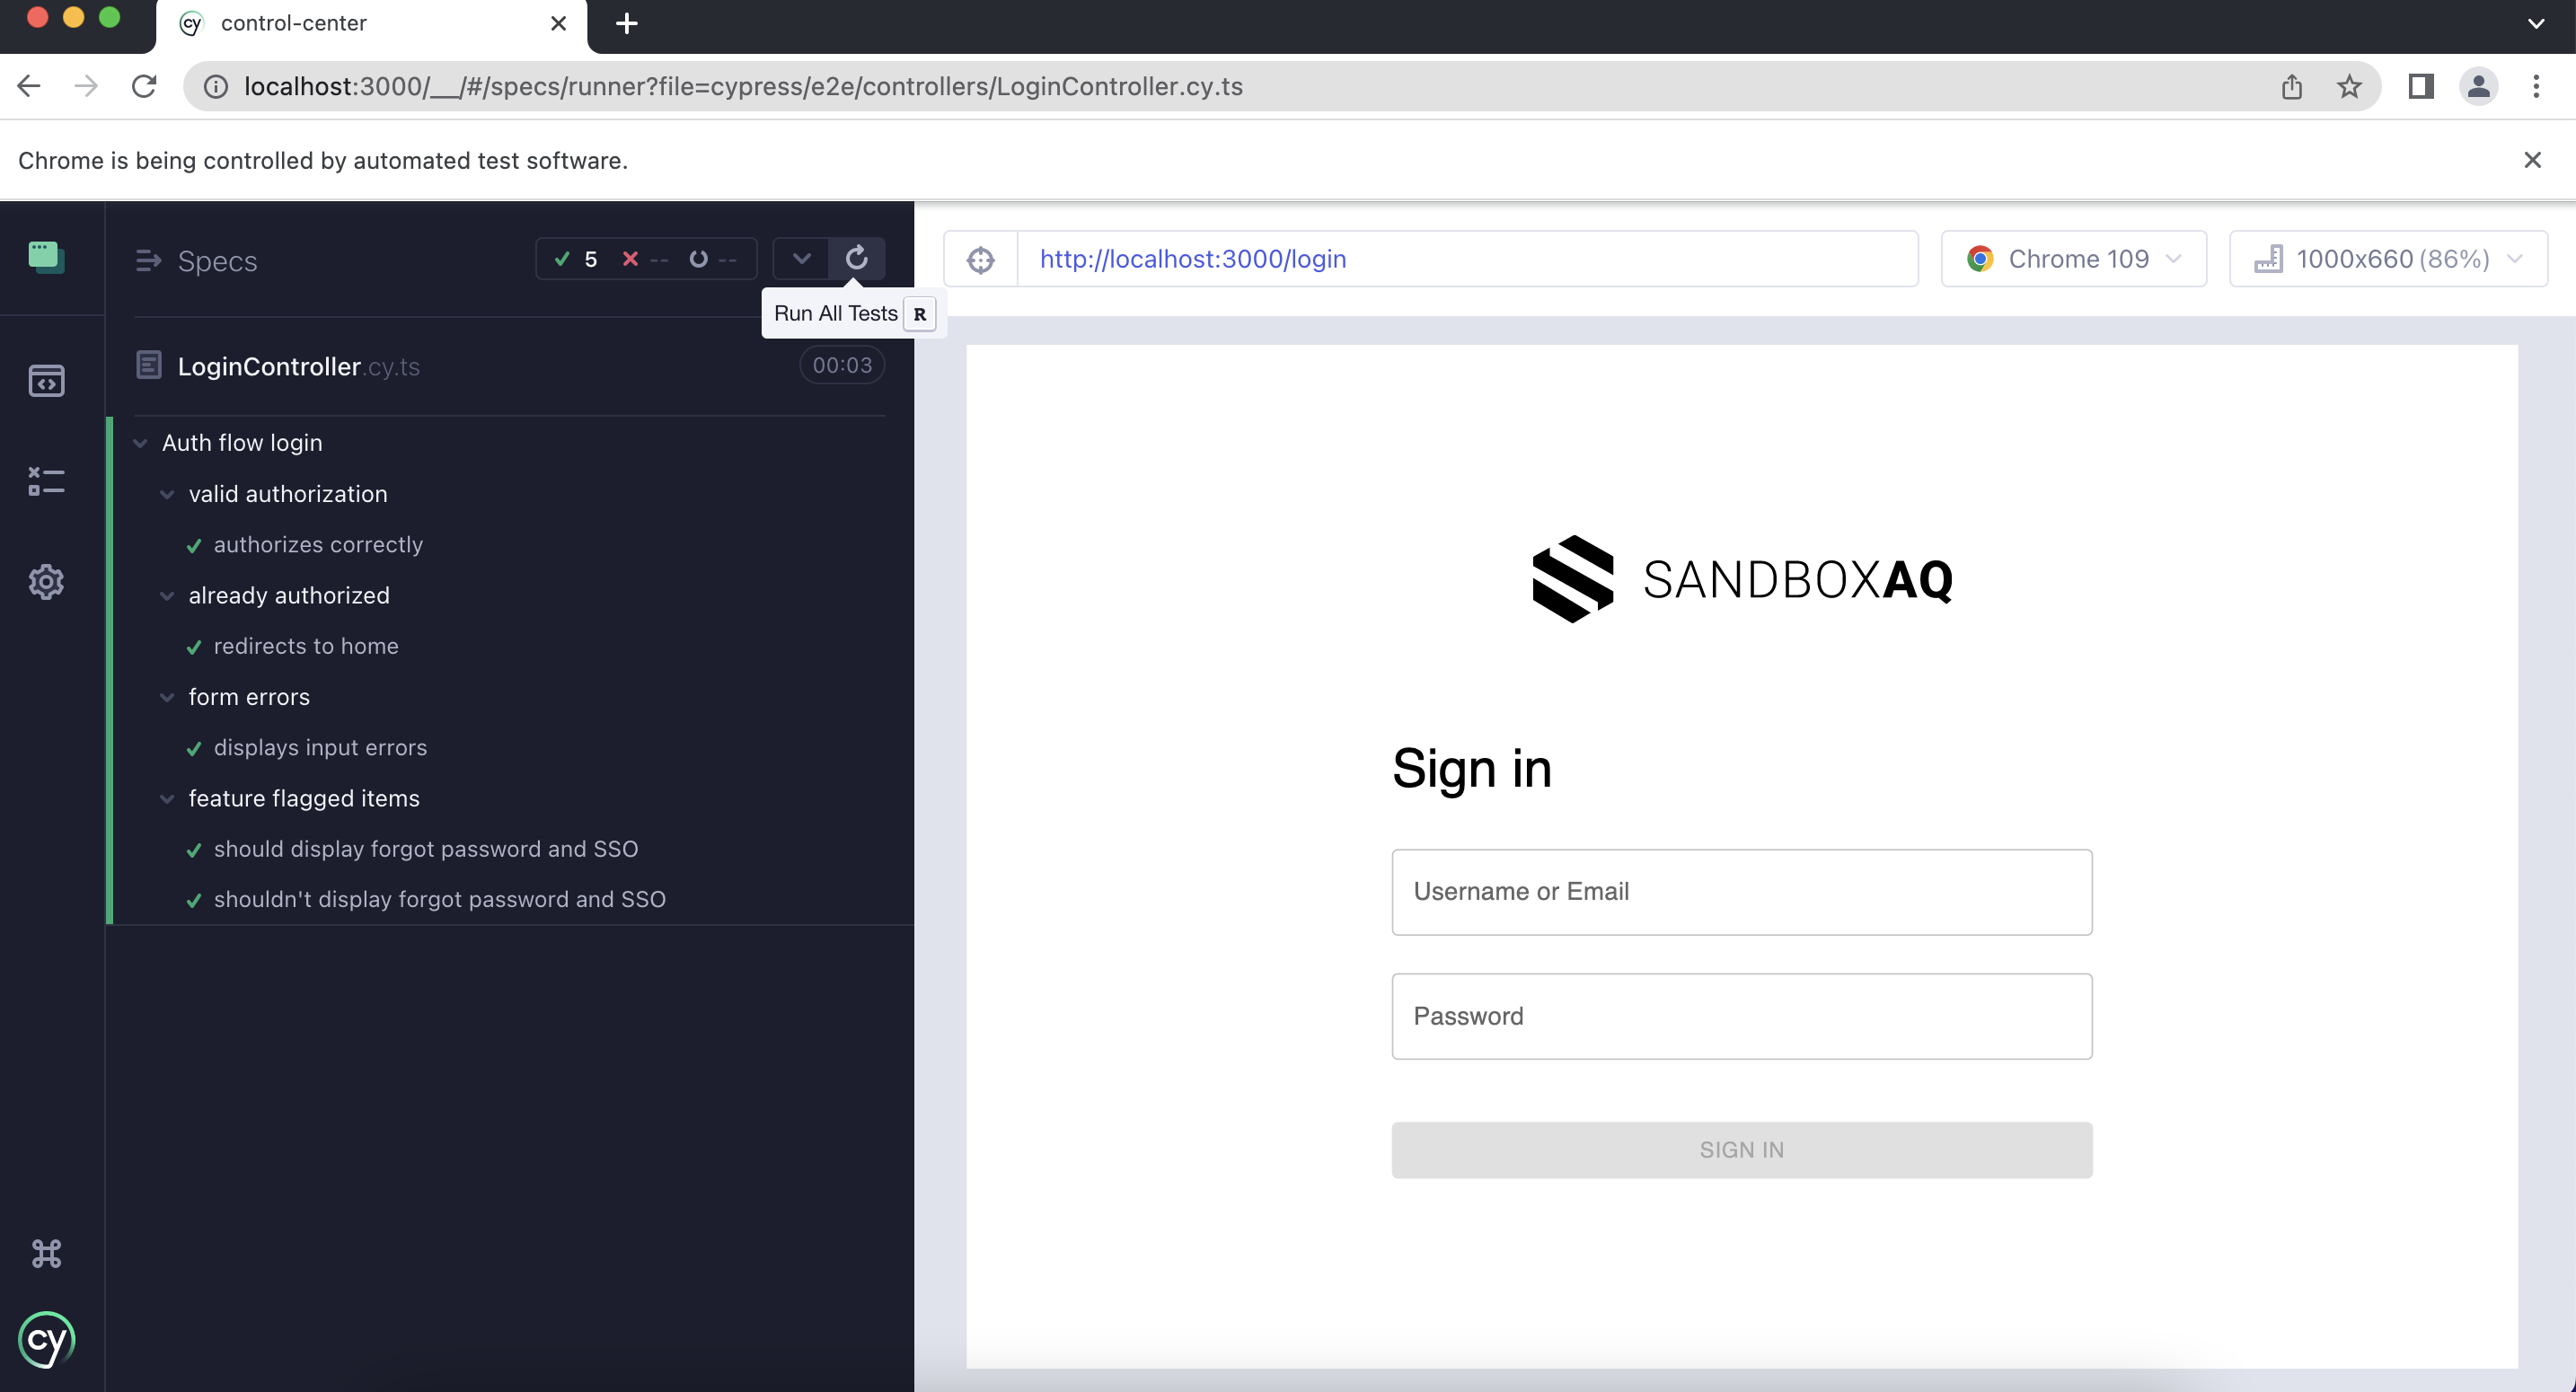 control-center
localhost:3000/__/#/specs/runner?file=cypress/e2e/controllers/LoginController.cy.ts
Chrome is being controlled by automated test software.
Specs
5 -- --
Run All Tests R
LoginController.cy.ts
00:03
Auth flow login
valid authorization
authorizes correctly
already authorized
redirects to home
form errors
displays input errors
feature flagged items
should display forgot password and SSO
shouldn't display forgot password and SSO
cy
http://localhost:3000/login
Chrome 109
1000x660 (86%)
SANDBOXAQ
Sign in
Username or Email
Password
SIGN IN